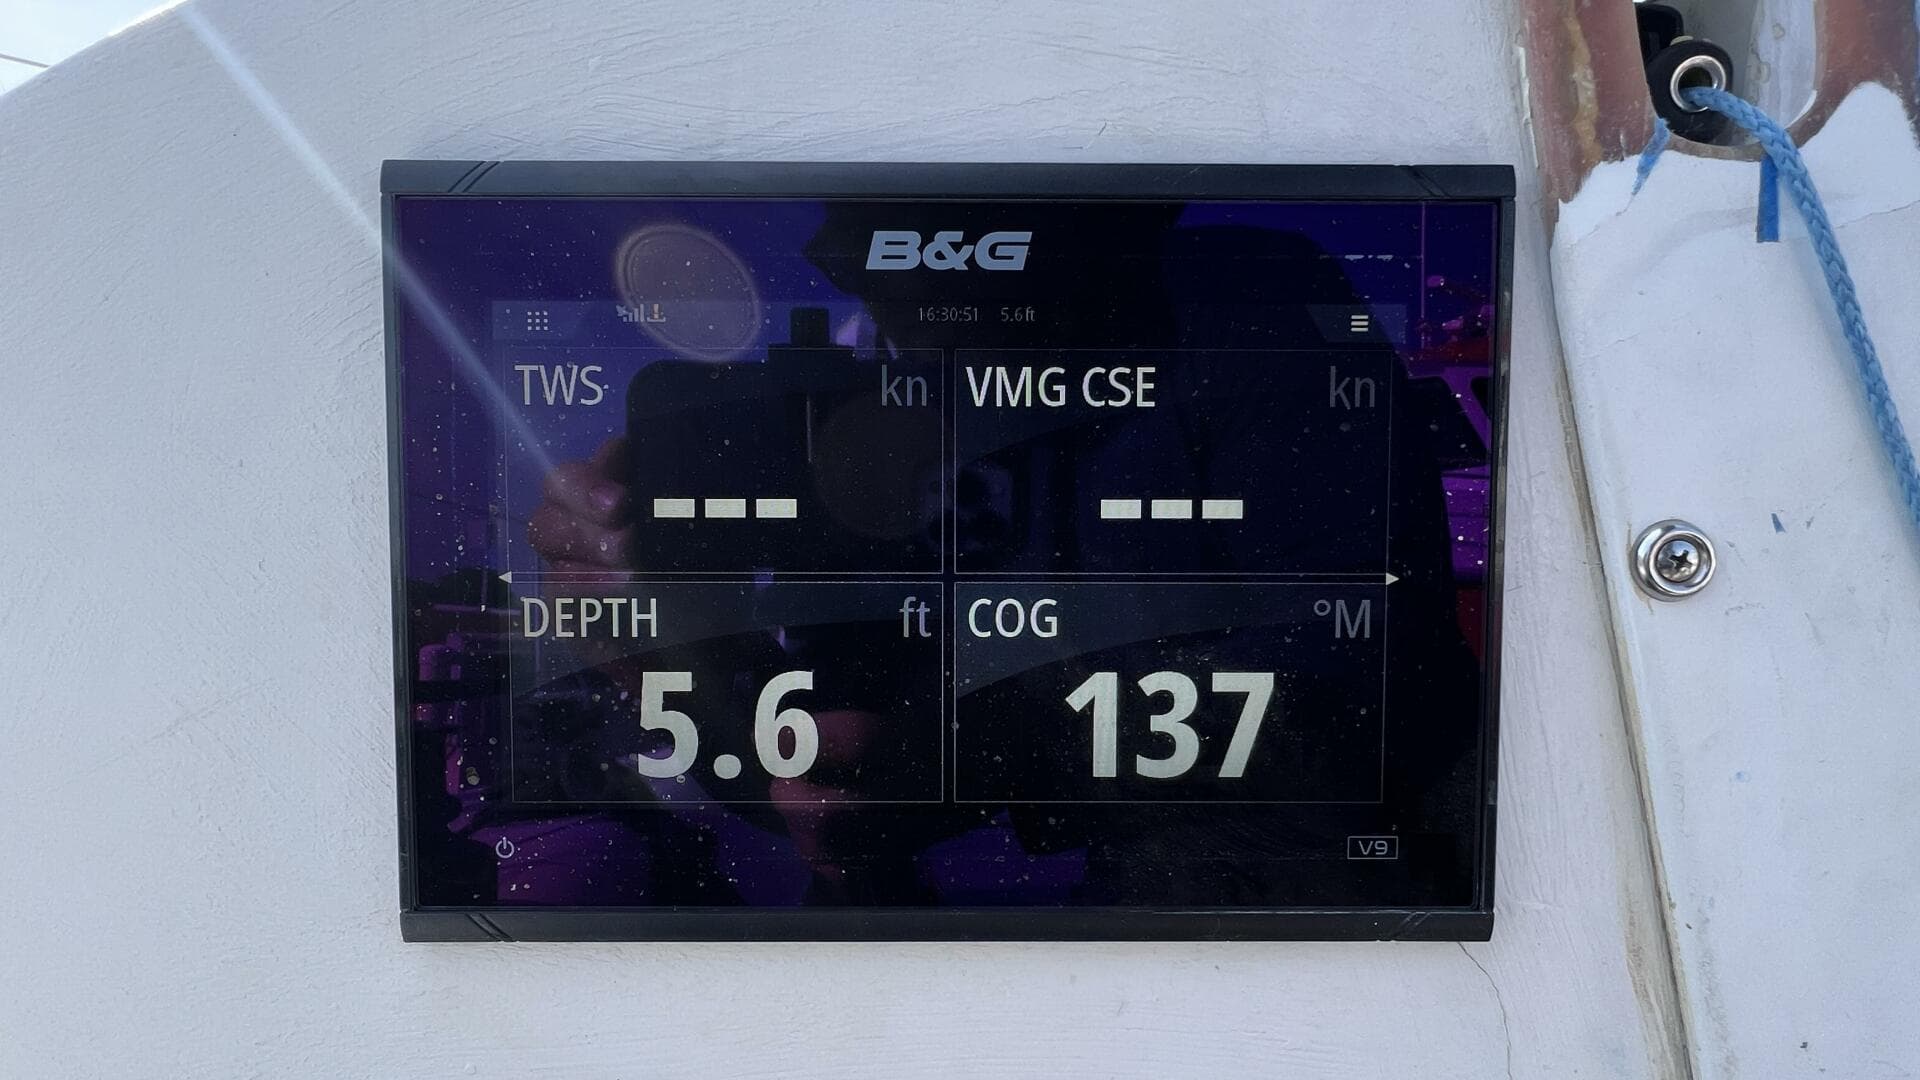 B&G
16:30:51 5.6 ft
TWS kn
VMG CSE kn
---
---
DEPTH ft
COG °M
5.6
137
V9